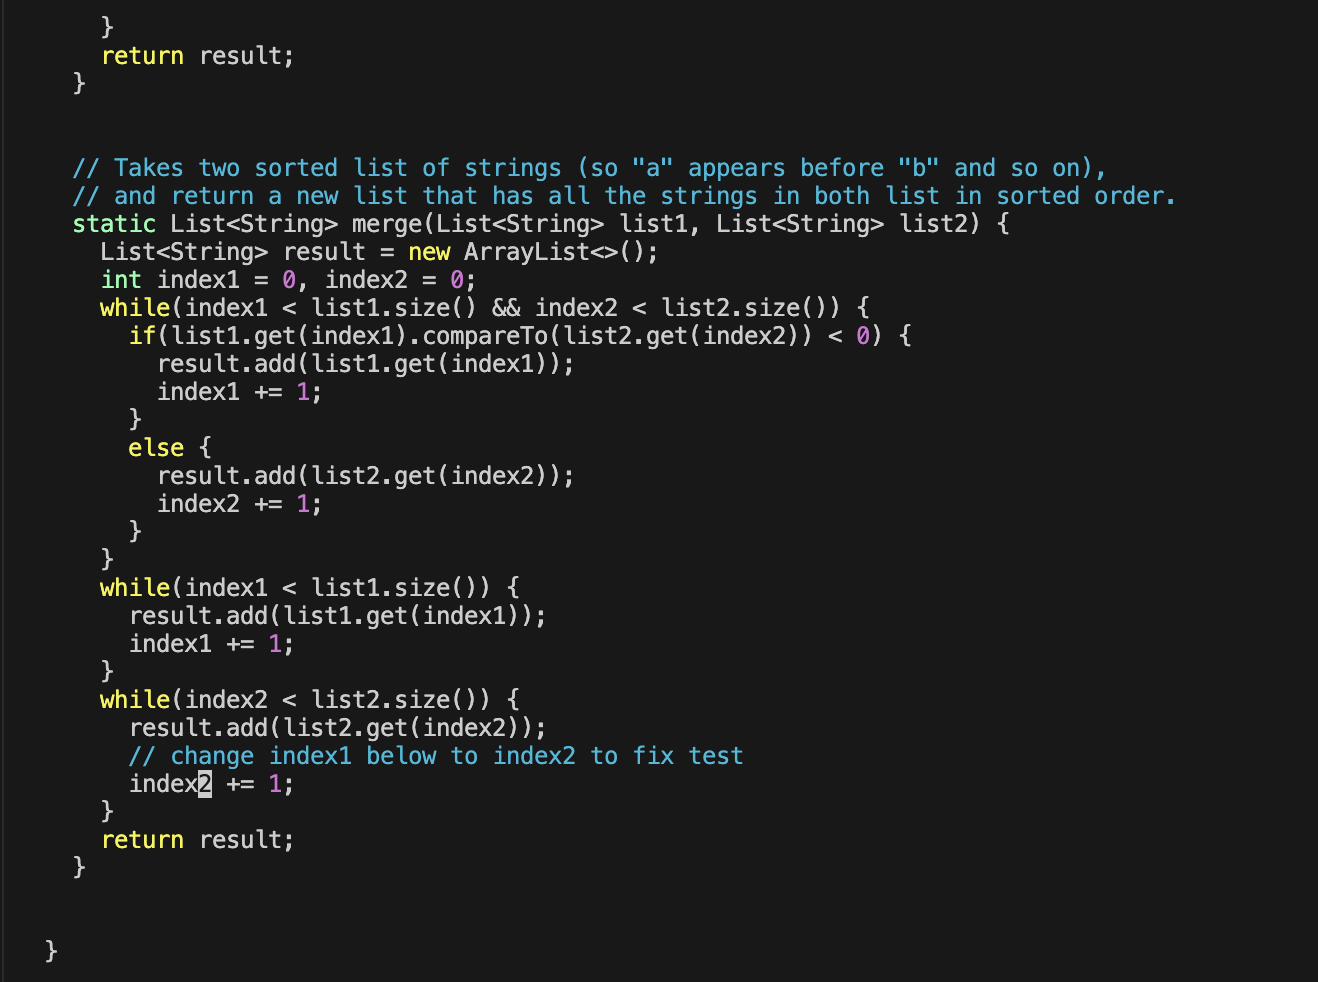 }
return result;
}
// Takes two sorted list of strings (so "a" appears before "b" and so on),
// and return a new list that has all the strings in both list in sorted order.
static List<String> merge(List<String> list1, List<String> list2) {
List<String> result = new ArrayList<>();
int index1 = 0, index2 = 0;
while(index1 < list1.size() && index2 < list2.size()) {
if(list1.get(index1).compareTo(list2.get(index2)) < 0) {
result.add(list1.get(index1));
index1 += 1;
}
else {
result.add(list2.get(index2));
index2 += 1;
}
}
while(index1 < list1.size()) {
result.add(list1.get(index1));
index1 += 1;
}
while(index2 < list2.size()) {
result.add(list2.get(index2));
// change index1 below to index2 to fix test
index2 += 1;
}
return result;
}
}